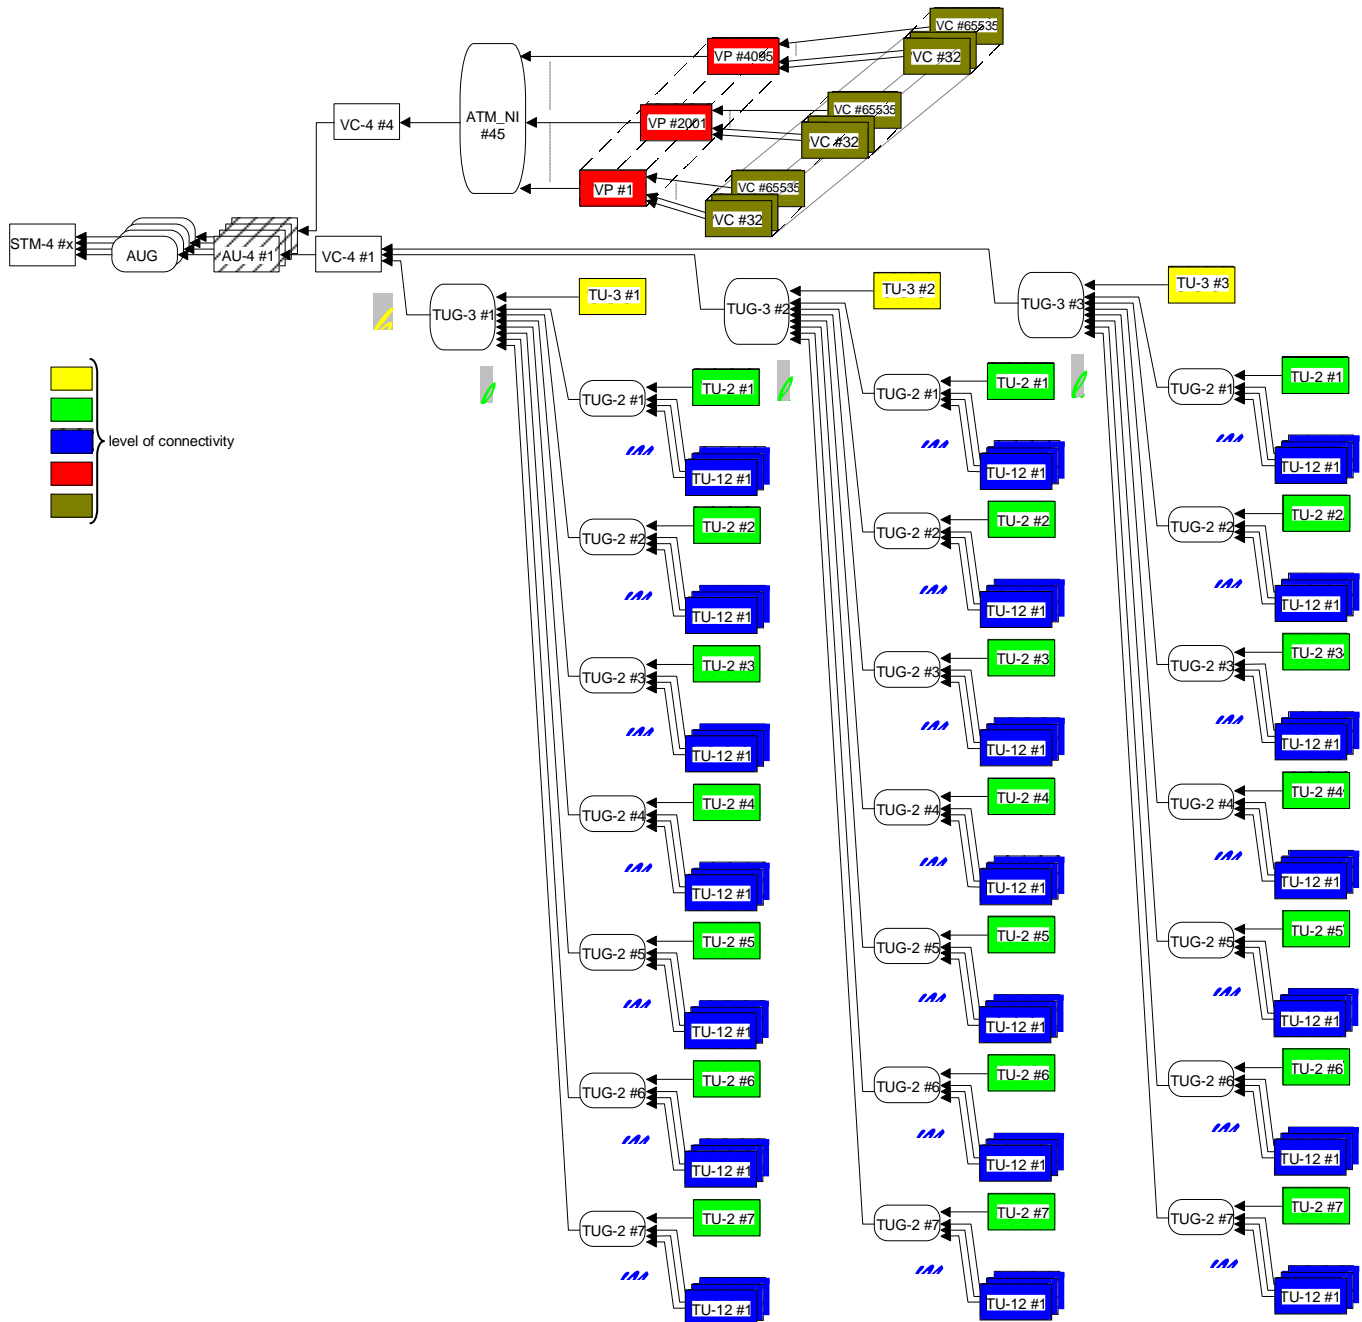 VC #65535
VP #4095
VC #32
VC #65535
VC-4 #4
ATM_NI
#45
VP #2001
VC #32
VP #1
VC #65535
VC #32
STM-4 #x
AUG
AU-4 #1
VC-4 #1
TU-3 #1
TU-3 #2
TU-3 #3
TUG-3 #1
TUG-3 #2
TUG-3 #3
level of connectivity
TU-2 #1
TU-2 #1
TU-2 #1
TUG-2 #1
TUG-2 #1
TUG-2 #1
TU-12 #1
TU-12 #1
TU-12 #1
TU-2 #2
TU-2 #2
TU-2 #2
TUG-2 #2
TUG-2 #2
TUG-2 #2
TU-12 #1
TU-12 #1
TU-12 #1
TU-2 #3
TU-2 #3
TU-2 #3
TUG-2 #3
TUG-2 #3
TUG-2 #3
TU-12 #1
TU-12 #1
TU-12 #1
TU-2 #4
TU-2 #4
TU-2 #4
TUG-2 #4
TUG-2 #4
TUG-2 #4
TU-12 #1
TU-12 #1
TU-12 #1
TU-2 #5
TU-2 #5
TU-2 #5
TUG-2 #5
TUG-2 #5
TUG-2 #5
TU-12 #1
TU-12 #1
TU-12 #1
TU-2 #6
TU-2 #6
TU-2 #6
TUG-2 #6
TUG-2 #6
TUG-2 #6
TU-12 #1
TU-12 #1
TU-12 #1
TU-2 #7
TU-2 #7
TU-2 #7
TUG-2 #7
TUG-2 #7
TUG-2 #7
TU-12 #1
TU-12 #1
TU-12 #1